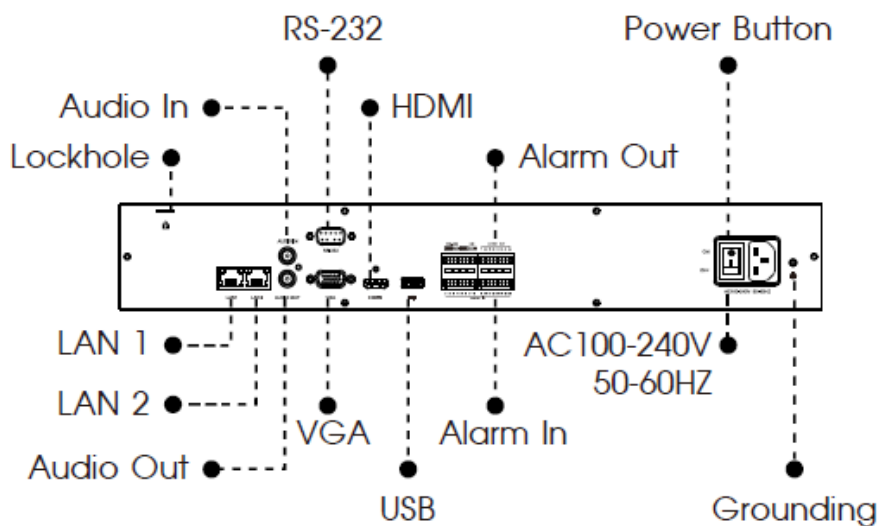 RS-232
Power Button
Audio In
HDMI
Lockhole
Alarm Out
LAN 1
AC100-240V
50-60HZ
LAN 2
VGA
Alarm In
Audio Out
USB
Grounding